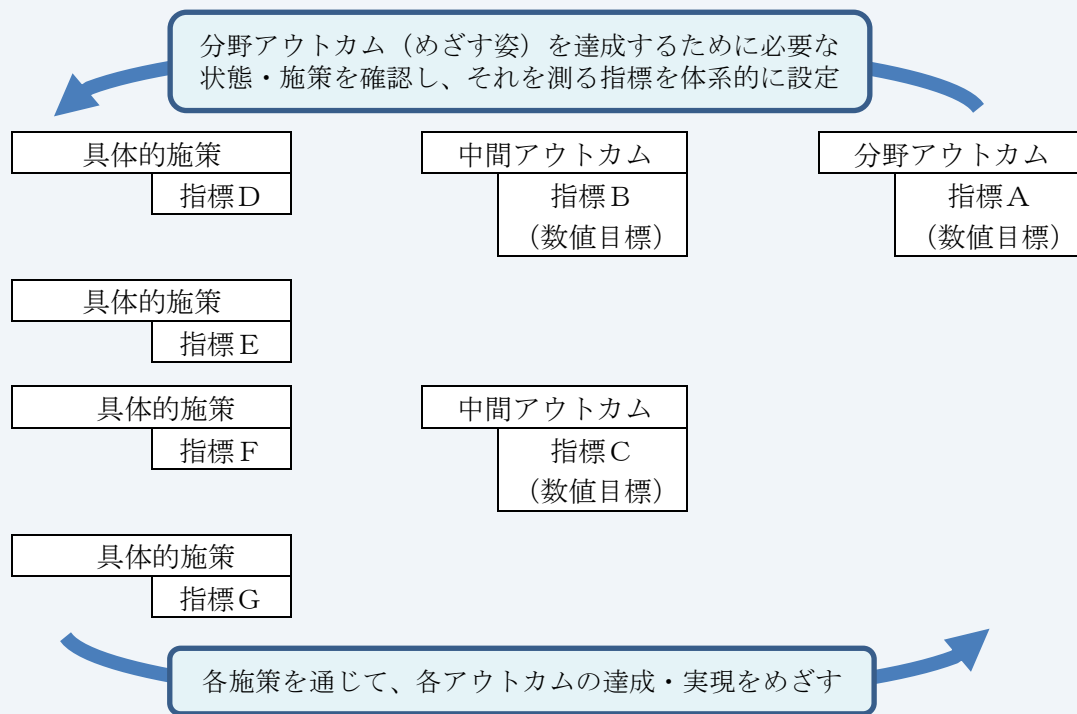 分野アウトカム（めざす姿）を達成するために必要な
状態・施策を確認し、それを測る指標を体系的に設定
具体的施策
指標Ｄ
中間アウトカム
指標Ｂ
（数値目標）
分野アウトカム
指標Ａ
（数値目標）
具体的施策
指標Ｅ
具体的施策
指標Ｆ
中間アウトカム
指標Ｃ
（数値目標）
具体的施策
指標Ｇ
各施策を通じて、各アウトカムの達成・実現をめざす